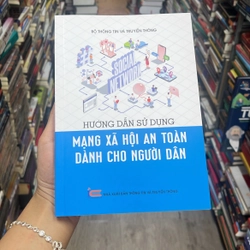 BỘ THÔNG TIN VÀ TRUYỀN THÔNG
SOCIAL
NETWORK
HƯỚNG DẪN SỬ DỤNG
MẠNG XÃ HỘI AN TOÀN
DÀNH CHO NGƯỜI DÂN